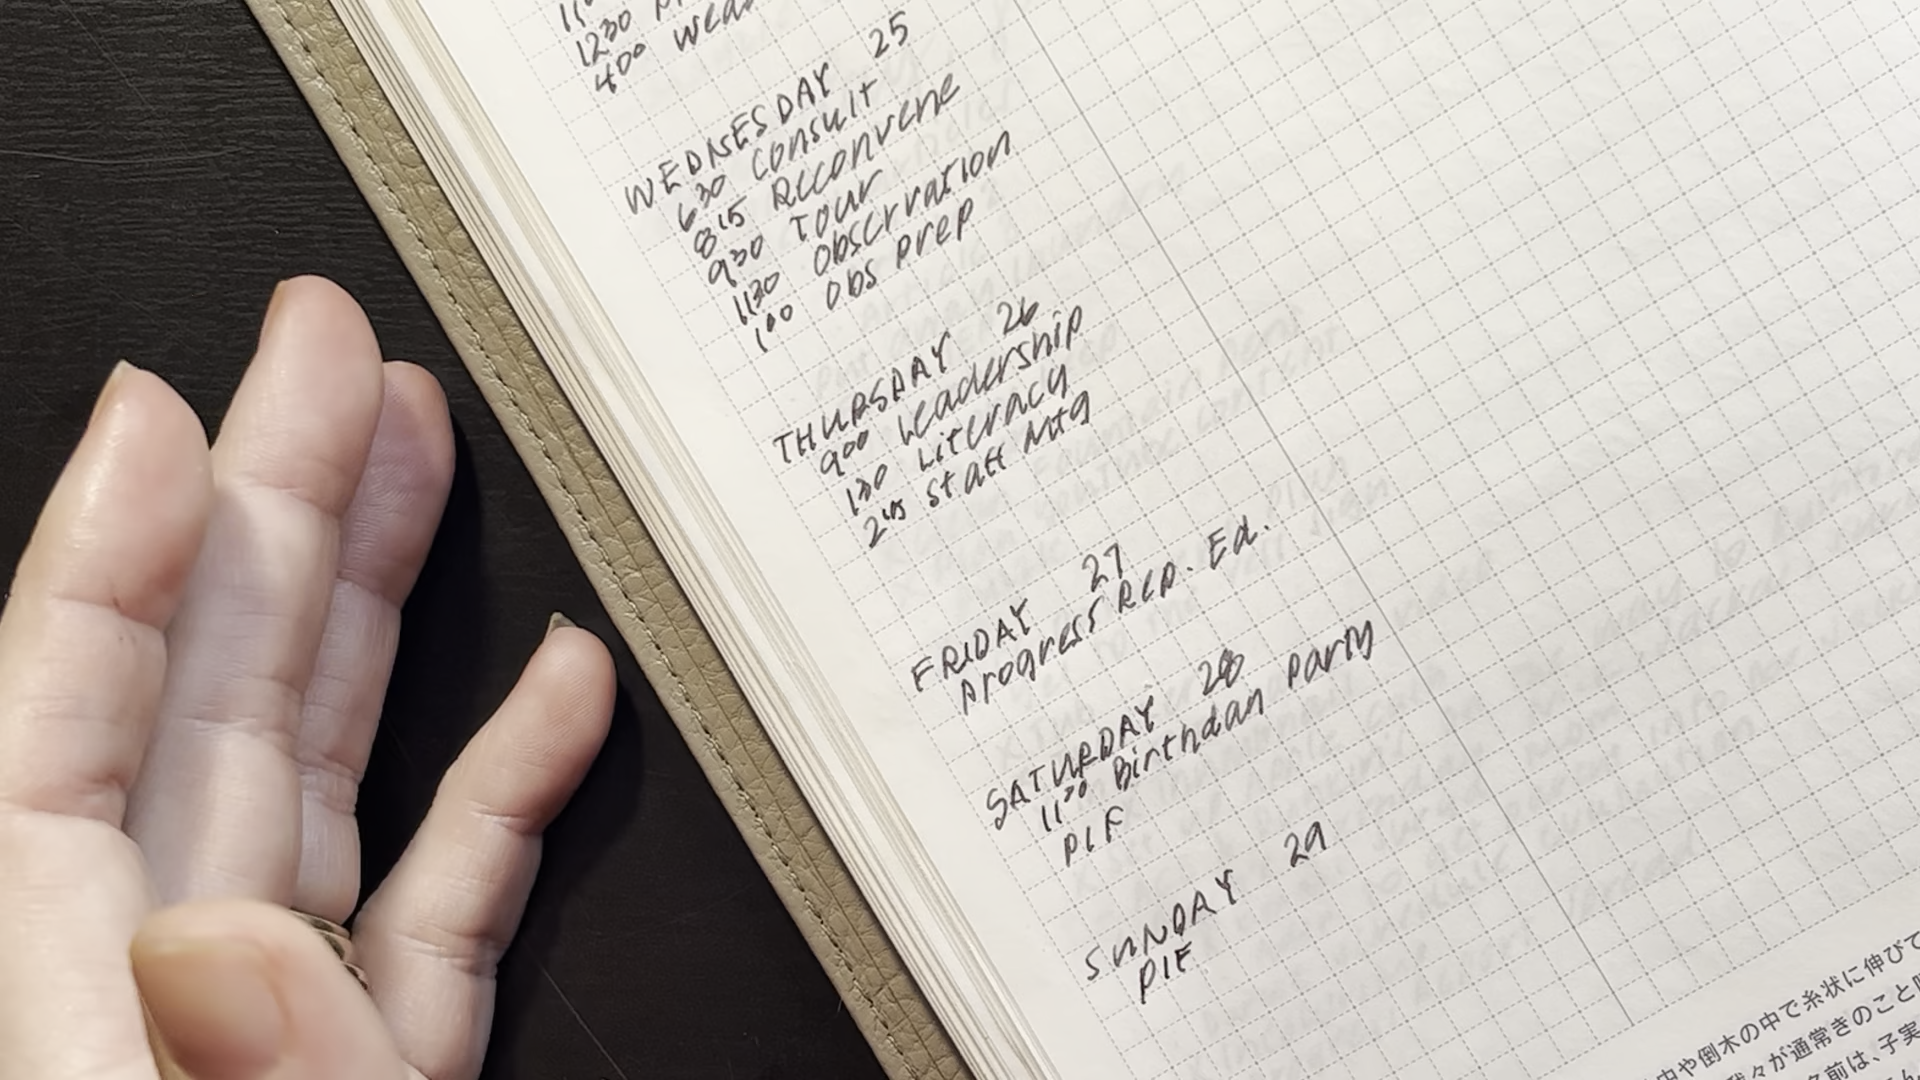 1230
400
WEDNESDAY 25
630 Consult
815 Reconvene
930 Tour
1130 Observation
100 Obs prep
THURSDAY 26
900 Leadership
130 Literacy
245 Staff Mtg
FRIDAY 27
Progress Rep. Ed.
SATURDAY 28
1100 Birthday Party
PIF
SUNDAY 29
PIF
中や倒木の中で糸状に伸びて
々が通常きのこと
名前は、子実